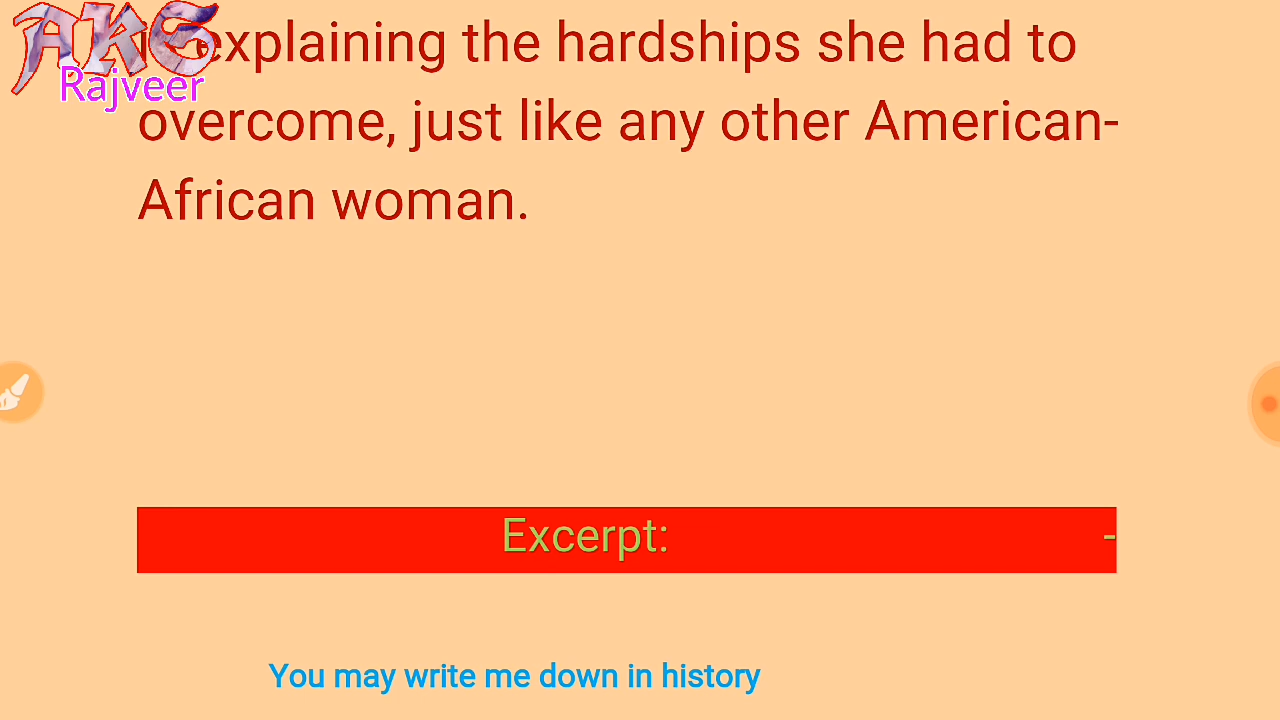 AKS
Rajveer
explaining the hardships she had to
overcome, just like any other American-
African woman.
Excerpt: -
You may write me down in history